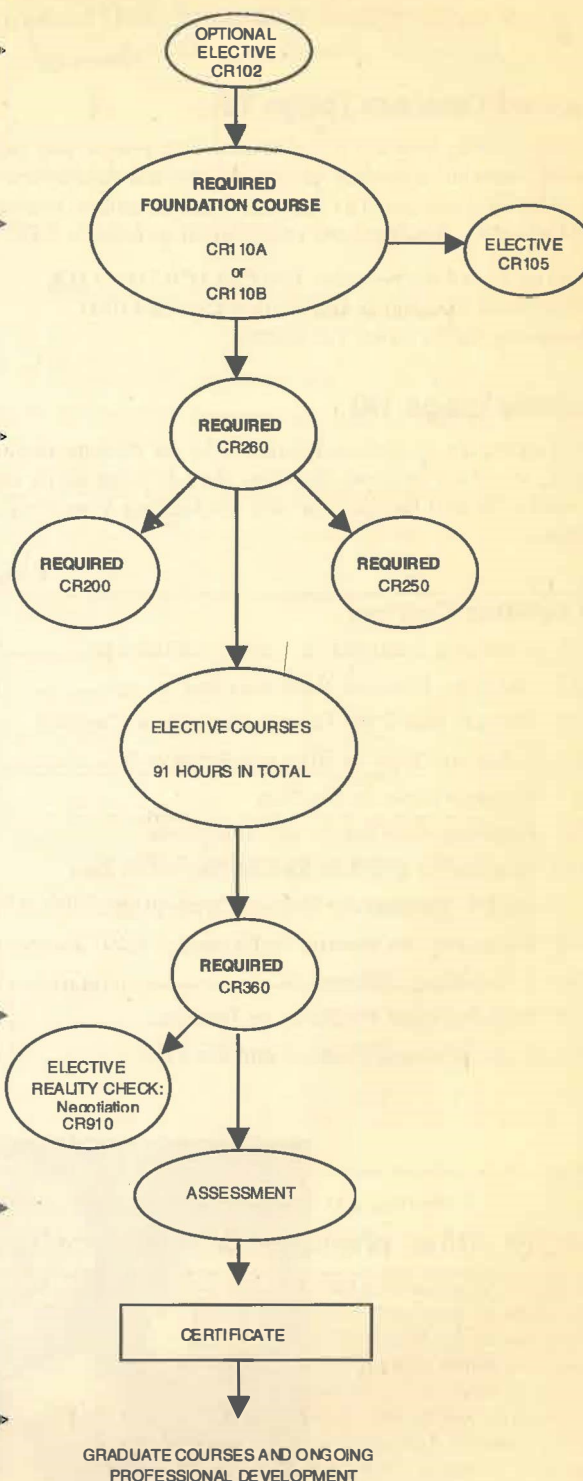 OPTIONAL
ELECTIVE
CR102
REQUIRED
FOUNDATION COURSE
CR110A
or
CR110B
ELECTIVE
CR105
REQUIRED
CR260
REQUIRED
CR200
REQUIRED
CR250
ELECTIVE COURSES
91 HOURS IN TOTAL
REQUIRED
CR360
ELECTIVE
REALITY CHECK:
Negotiation
CR910
ASSESSMENT
CERTIFICATE
GRADUATE COURSES AND ONGOING
PROFESSIONAL DEVELOPMENT